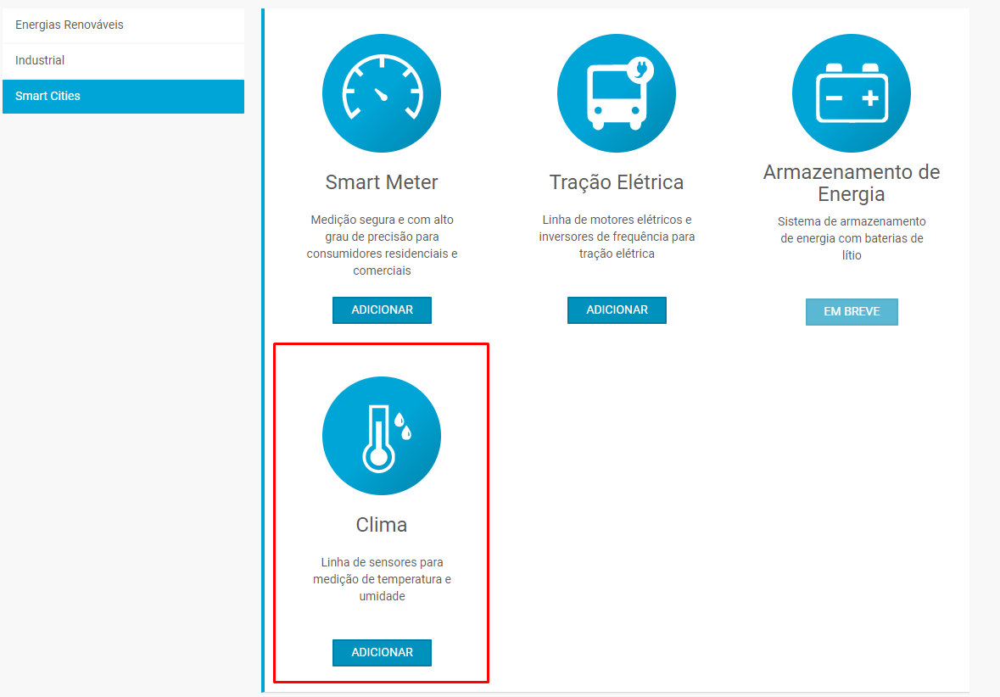 Energias Renováveis
Industrial
Smart Cities
Smart Meter
Medição segura e com alto
grau de precisão para
consumidores residenciais e
comerciais
ADICIONAR
Tração Elétrica
Linha de motores elétricos e
inversores de frequência para
tração elétrica
ADICIONAR
Armazenamento de
Energia
Sistema de armazenamento
de energia com baterias de
lítio
EM BREVE
Clima
Linha de sensores para
medição de temperatura e
umidade
ADICIONAR